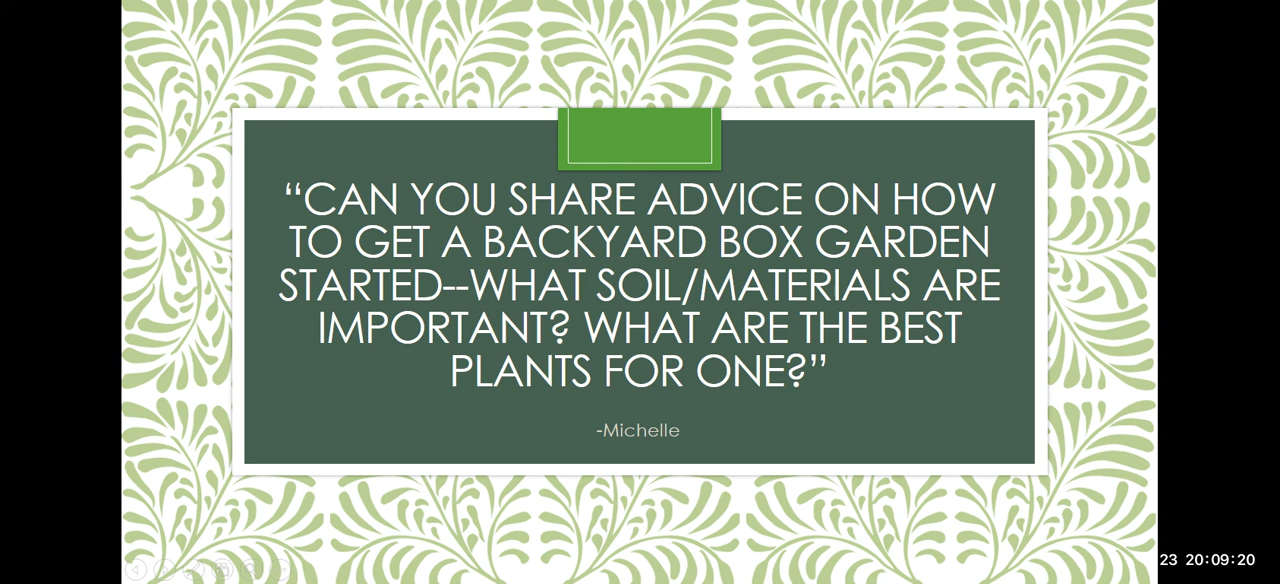 “CAN YOU SHARE ADVICE ON HOW
TO GET A BACKYARD BOX GARDEN
STARTED--WHAT SOIL/MATERIALS ARE
IMPORTANT? WHAT ARE THE BEST
PLANTS FOR ONE?”
-Michelle
23 20:09:20